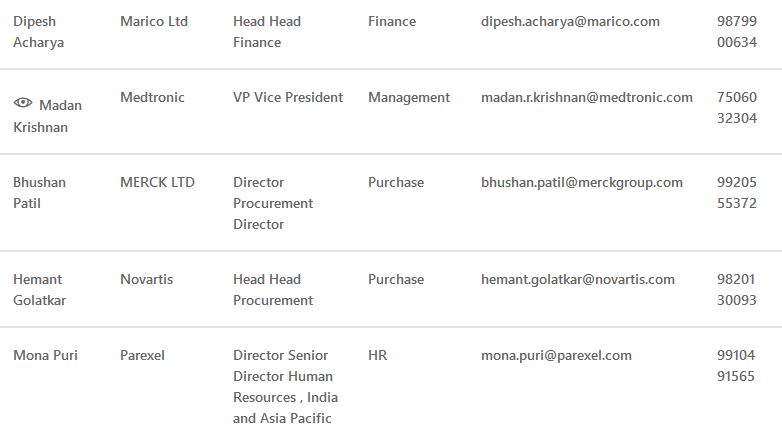 Dipesh Acharya Marico Ltd Head Head Finance Finance dipesh.acharya@marico.com 98799 00634
Madan Krishnan Medtronic VP Vice President Management madan.r.krishnan@medtronic.com 75060 32304
Bhushan Patil MERCK LTD Director Procurement Director Purchase bhushan.patil@merckgroup.com 99205 55372
Hemant Golatkar Novartis Head Head Procurement Purchase hemant.golatkar@novartis.com 98201 30093
Mona Puri Parexel Director Senior Director Human Resources , India and Asia Pacific HR mona.puri@parexel.com 99104 91565